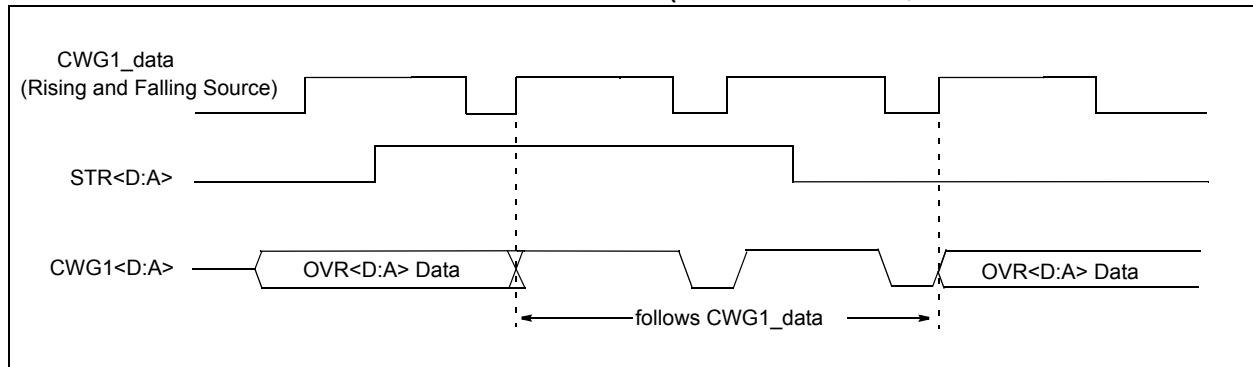 CWG1_data
(Rising and Falling Source)
STR<D:A>
CWG1<D:A>
OVR<D:A> Data
OVR<D:A> Data
follows CWG1_data